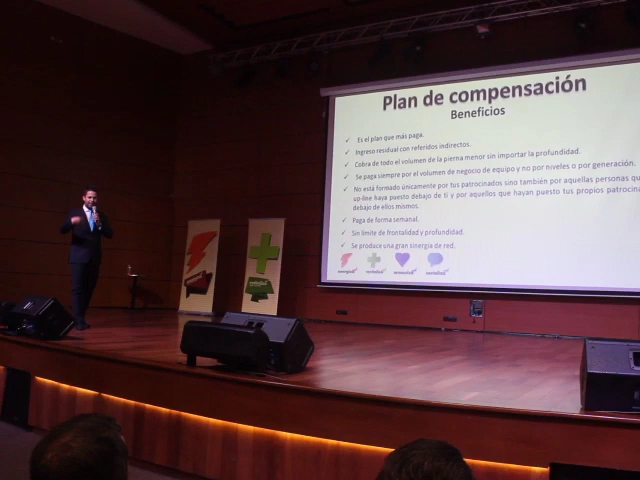 Plan de compensación
Beneficios
Es el plan que más paga.
Ingreso residual con referidos indirectos.
Cobra de todo el volumen de la pierna menor sin importar la profundidad.
Se paga siempre por el volumen de negocio de equipo y no por niveles o por generación.
No está formado únicamente por tus patrocinados sino también por aquellas personas qu
up-line haya puesto debajo de ti y por aquellos que hayan puesto tus propios patrocina
debajo de ellos mismos.
Paga de forma semanal.
Sin límite de frontalidad y profundidad.
Se produce una gran sinergia de red.